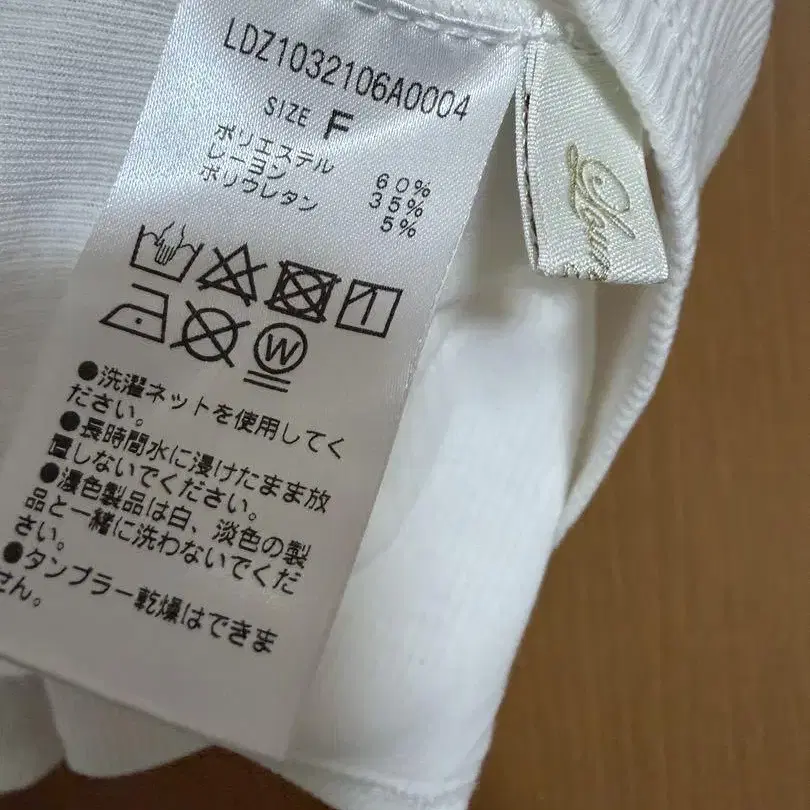 LDZ1032106A0004
SIZE F
ポリエステル 60%
レーヨン 35%
ポリウレタン 5%
W
●洗濯ネットを使用してく
ださい。
●長時間水に浸けたまま放
置しないでください。
●濃色製品は白、淡色の製
品と一緒に洗わないでくだ
さい。
●タンブラー乾燥はできま
せん。